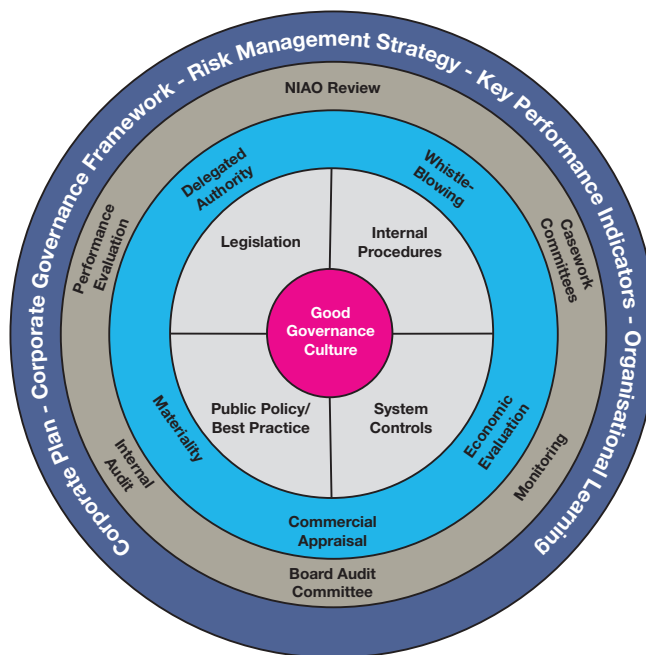 Corporate Plan - Corporate Governance Framework - Risk Management Strategy - Key Performance Indicators - Organisational Learning
NIAO Review
Casework
Committees
Monitoring
Board Audit
Committee
Internal
Audit
Performance
Evaluation
Delegated
Authority
Whistle-
Blowing
Economic
Evaluation
Commercial
Appraisal
Materiality
Legislation
Internal
Procedures
System
Controls
Public Policy/
Best Practice
Good
Governance
Culture